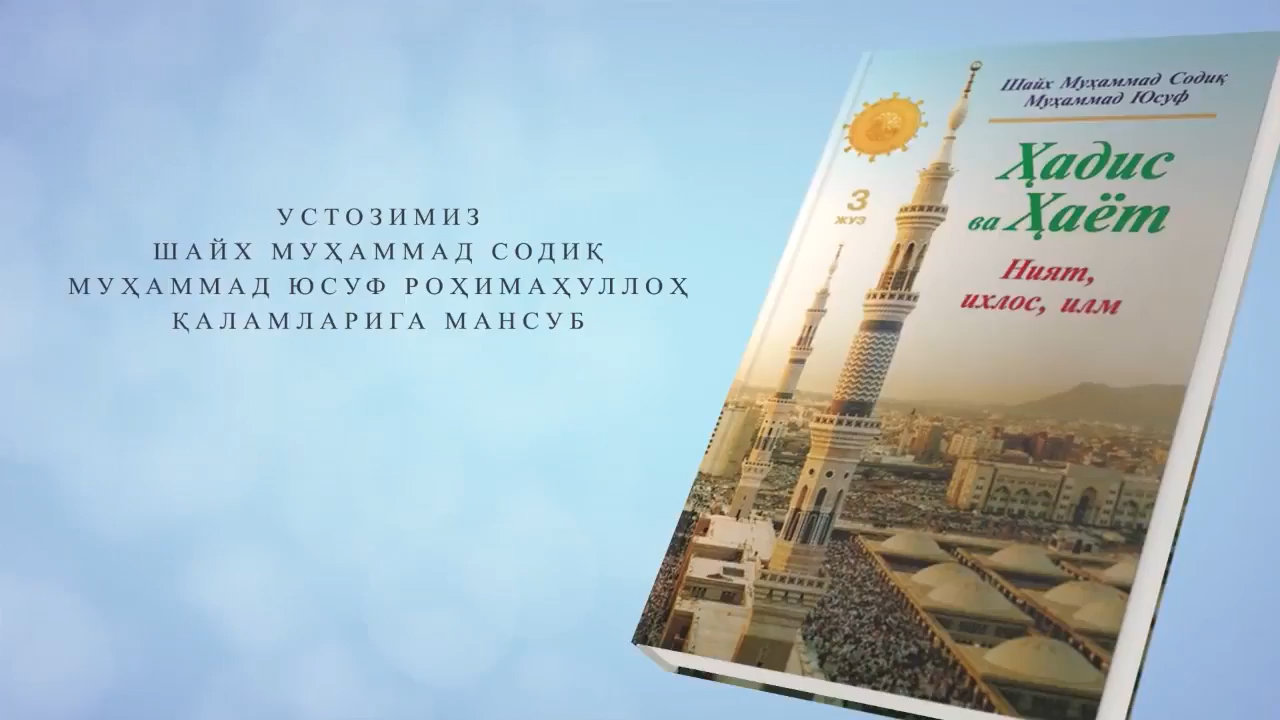 УСТОЗИМИЗ
ШАЙХ МУҲАММАД СОДИҚ
МУҲАММАД ЮСУФ РОҲИМАҲУЛЛОҲ
ҚАЛАМЛАРИГА МАНСУБ
Шайх Муҳаммад Содиқ
Муҳаммад Юсуф
3
жуз
Ҳадис
ва Ҳаёт
Ният,
ихлос, илм